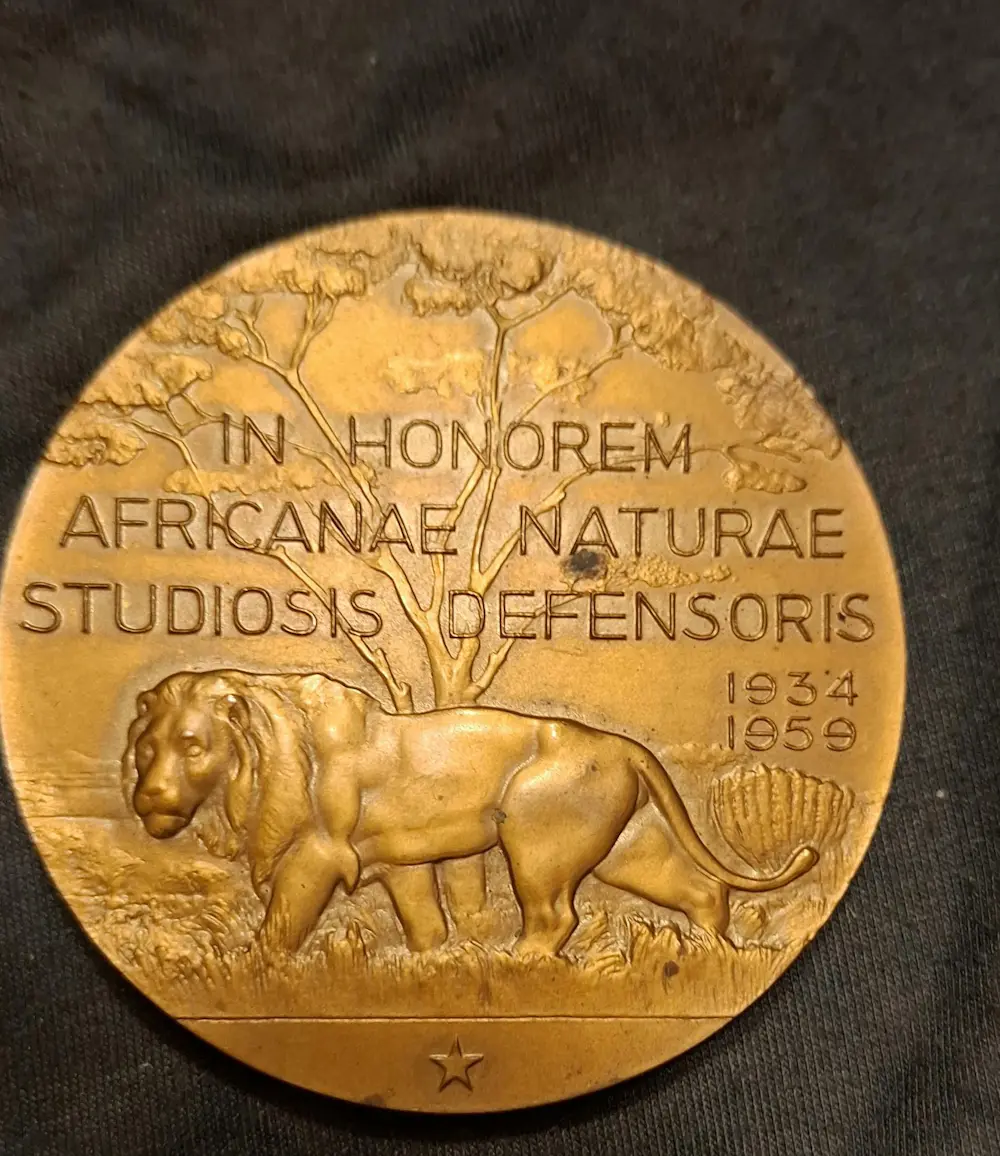 IN HONOREM
AFRICANAE NATURAE
STUDIOSIS DEFENSORIS
1934
1959